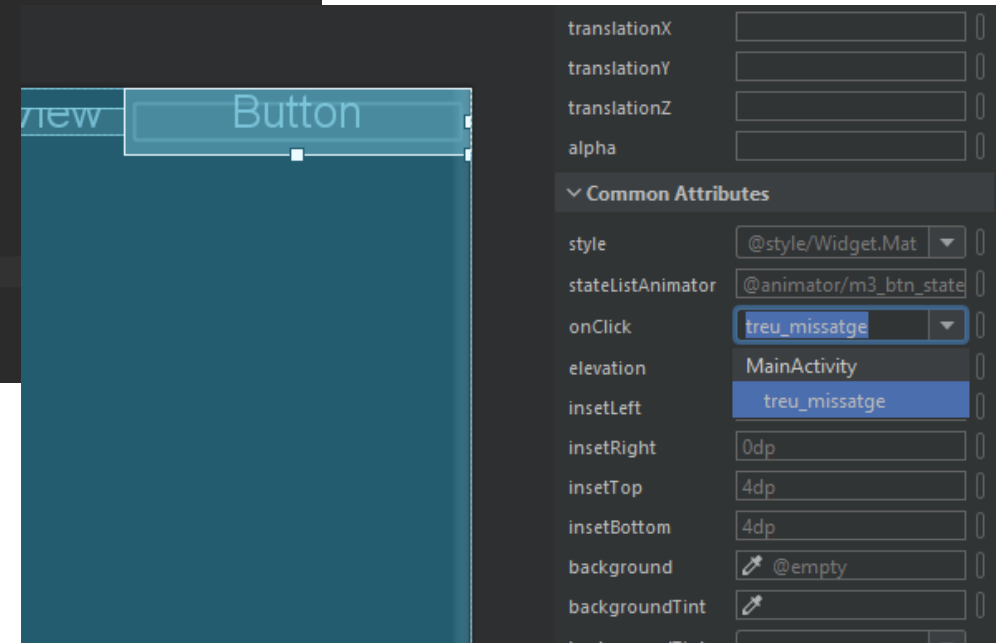 translationX
translationY
translationZ
alpha
Common Attributes
style @style/Widget.Mat
stateListAnimator @animator/m3_btn_state
onClick treu_missatge
elevation MainActivity
insetLeft treu_missatge
insetRight 0dp
insetTop 4dp
insetBottom 4dp
background @empty
backgroundTint
View Button